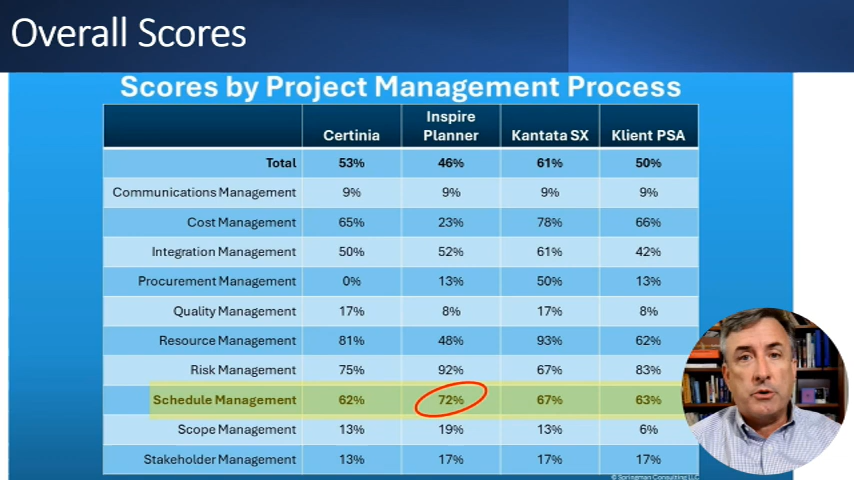 Overall Scores
Scores by Project Management Process
Certinia Inspire Planner Kantata SX Klient PSA
Total 53% 46% 61% 50%
Communications Management 9% 9% 9% 9%
Cost Management 65% 23% 78% 66%
Integration Management 50% 52% 61% 42%
Procurement Management 0% 13% 50% 13%
Quality Management 17% 8% 17% 8%
Resource Management 81% 48% 93% 62%
Risk Management 75% 92% 67% 83%
Schedule Management 62% 72% 67% 63%
Scope Management 13% 19% 13% 6%
Stakeholder Management 13% 17% 17% 17%
© Springman Consulting LLC